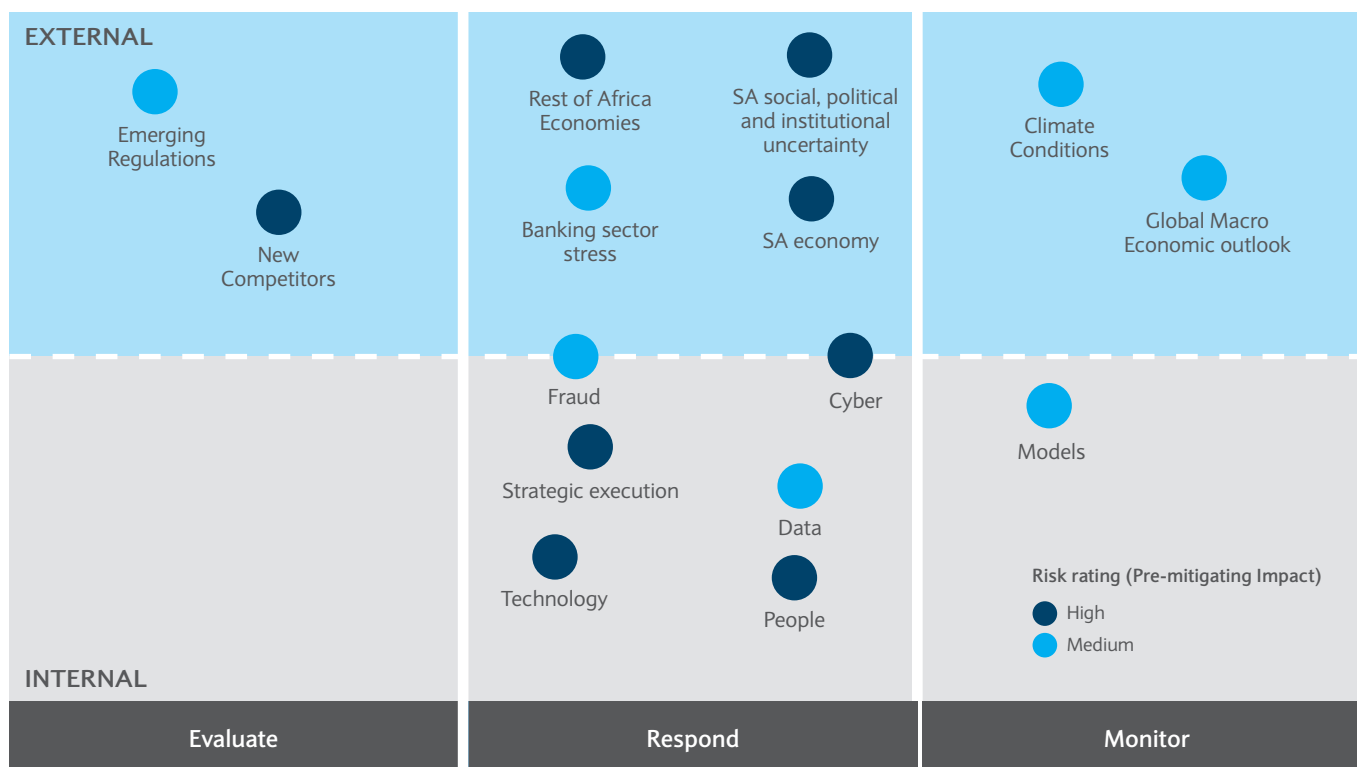 EXTERNAL
Emerging
Regulations
New
Competitors
Rest of Africa
Economies
SA social, political
and institutional
uncertainty
Banking sector
stress
SA economy
Climate
Conditions
Global Macro
Economic outlook
Fraud
Cyber
Strategic execution
Data
Technology
People
Models
Risk rating (Pre-mitigating Impact)
High
Medium
INTERNAL
Evaluate
Respond
Monitor